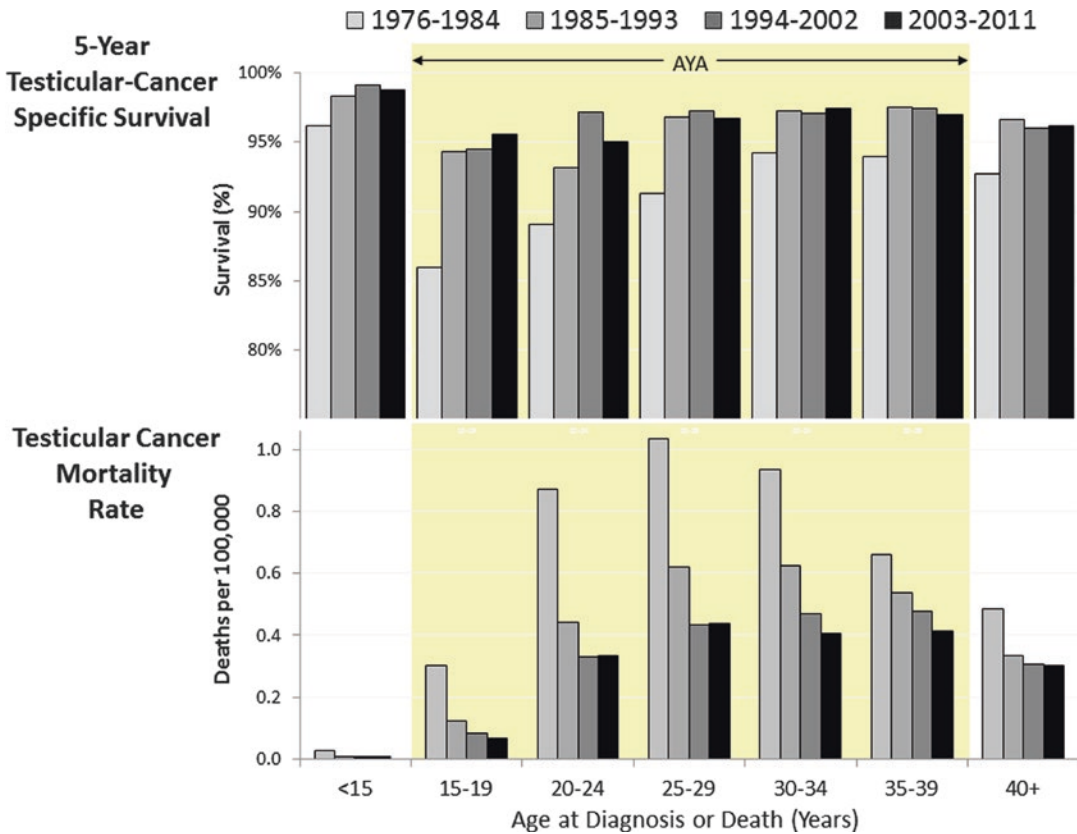 1976-1984 1985-1993 1994-2002 2003-2011
5-Year
Testicular-Cancer
Specific Survival
AYA
100%
95%
90%
85%
80%
Survival (%)
Testicular Cancer
Mortality
Rate
1.0
0.8
0.6
0.4
0.2
0.0
Deaths per 100,000
<15 15-19 20-24 25-29 30-34 35-39 40+
Age at Diagnosis or Death (Years)